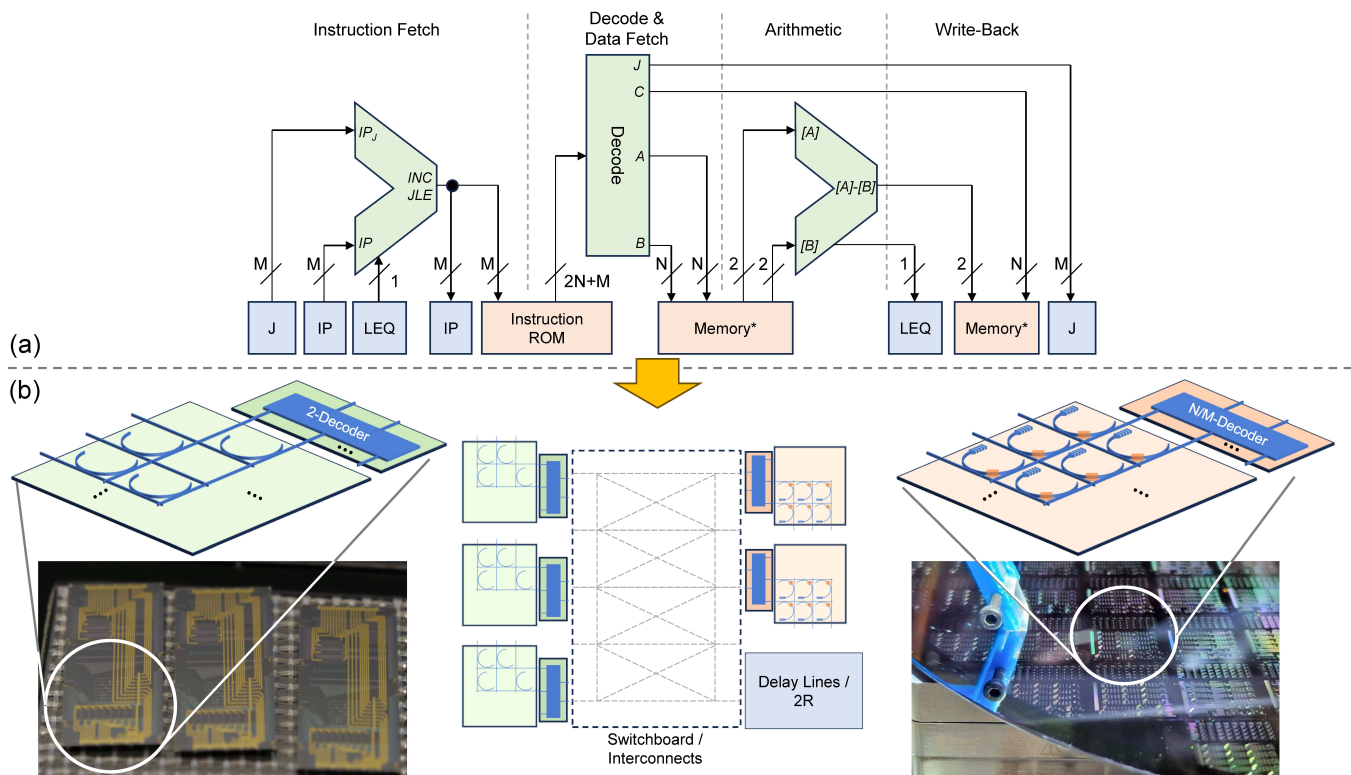 Instruction Fetch
Decode &
Data Fetch
Arithmetic
Write-Back
J
C
A
B
Decode
IP_J
IP
INC
JLE
[A]
[B]
[A]-[B]
M
M
1
M
M
2N+M
N
N
2
2
1
2
N
M
J
IP
LEQ
IP
Instruction
ROM
Memory*
LEQ
Memory*
J
(a)
(b)
2-Decoder
...
...
...
N/M-Decoder
...
...
...
Delay Lines /
2R
Switchboard /
Interconnects